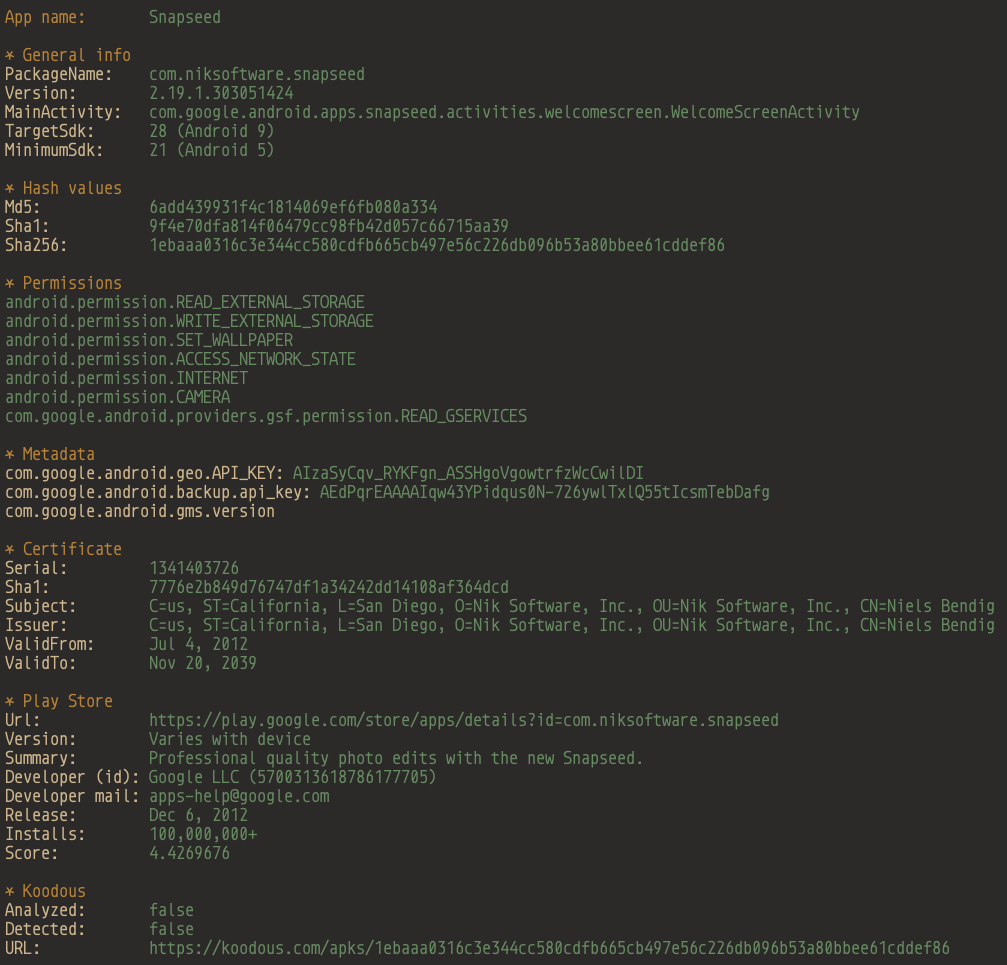 App name: Snapseed
* General info
PackageName: com.niksoftware.snapseed
Version: 2.19.1.303051424
MainActivity: com.google.android.apps.snapseed.activities.welcomescreen.WelcomeScreenActivity
TargetSdk: 28 (Android 9)
MinimumSdk: 21 (Android 5)
* Hash values
Md5: 6add439931f4c1814069ef6fb080a334
Sha1: 9f4e70dfa814f06479cc98fb42d057c66715aa39
Sha256: 1ebaaa0316c3e344cc580cdfb665cb497e56c226db096b53a80bbee61cddef86
* Permissions
android.permission.READ_EXTERNAL_STORAGE
android.permission.WRITE_EXTERNAL_STORAGE
android.permission.SET_WALLPAPER
android.permission.ACCESS_NETWORK_STATE
android.permission.INTERNET
android.permission.CAMERA
com.google.android.providers.gsf.permission.READ_GSERVICES
* Metadata
com.google.android.geo.API_KEY: AIzaSyCqv_RYKFgn_ASSHgoVgowtrfzWcCwilDI
com.google.android.backup.api_key: AEdPqrEAAAAIqw43YPidqus0N-726ywlTxlQ55tIcsmTebDafg
com.google.android.gms.version
* Certificate
Serial: 1341403726
Sha1: 7776e2b849d76747df1a34242dd14108af364dcd
Subject: C=us, ST=California, L=San Diego, O=Nik Software, Inc., OU=Nik Software, Inc., CN=Niels Bendig
Issuer: C=us, ST=California, L=San Diego, O=Nik Software, Inc., OU=Nik Software, Inc., CN=Niels Bendig
ValidFrom: Jul 4, 2012
ValidTo: Nov 20, 2039
* Play Store
Url: https://play.google.com/store/apps/details?id=com.niksoftware.snapseed
Version: Varies with device
Summary: Professional quality photo edits with the new Snapseed.
Developer (id): Google LLC (5700313618786177705)
Developer mail: apps-help@google.com
Release: Dec 6, 2012
Installs: 100,000,000+
Score: 4.4269676
* Koodous
Analyzed: false
Detected: false
URL: https://koodous.com/apks/1ebaaa0316c3e344cc580cdfb665cb497e56c226db096b53a80bbee61cddef86